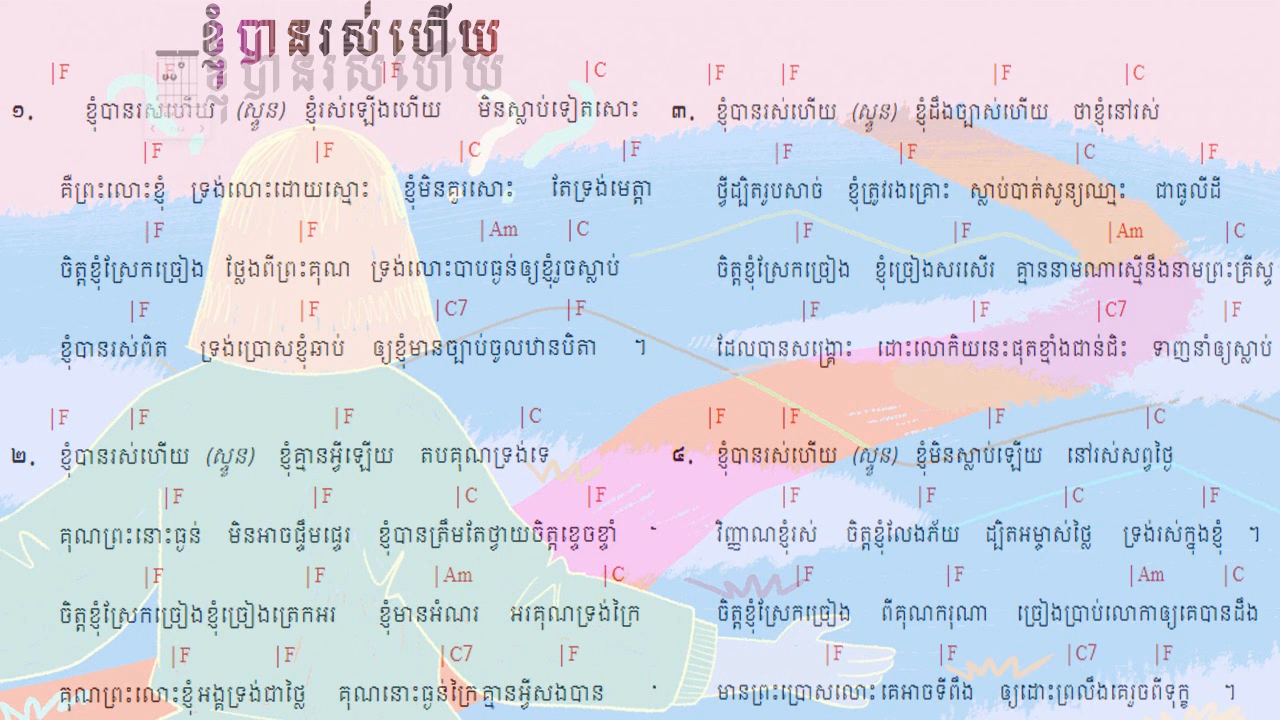 ខ្ញុំបានរស់ហើយ
|F |F |F |C
១. ខ្ញុំបានរស់ហើយ (ស្ទួន) ខ្ញុំរស់ឡើងហើយ មិនស្លាប់ទៀតសោះ
|F |F |C |F
គឺព្រះលោះខ្ញុំ ទ្រង់លោះដោយស្មោះ ខ្ញុំមិនគួរសោះ តែទ្រង់មេត្តា
|F |F |Am |C
ចិត្តខ្ញុំស្រែកច្រៀង ថ្លែងពីព្រះគុណ ទ្រង់លោះបាបធ្ងន់ឲ្យខ្ញុំរួចស្លាប់
|F |F |C7 |F
ខ្ញុំបានរស់ពិត ទ្រង់ប្រោសខ្ញុំឆាប់ ឲ្យខ្ញុំមានច្បាប់ចូលឋានបិតា ។
|F |F |F |C
២. ខ្ញុំបានរស់ហើយ (ស្ទួន) ខ្ញុំគ្មានអ្វីឡើយ តបគុណទ្រង់ទេ
|F |F |C |F
គុណព្រះនោះធ្ងន់ មិនអាចផ្ទឹមផ្ទេរ ខ្ញុំបានត្រឹមតែថ្វាយចិត្តខ្ទេចខ្ទាំ
|F |F |Am |C
ចិត្តខ្ញុំស្រែកច្រៀងខ្ញុំច្រៀងត្រេកអរ ខ្ញុំមានអំណរ អរគុណទ្រង់ក្រៃ
|F |F |C7 |F
គុណព្រះលោះខ្ញុំអង្គទ្រង់ជាថ្លៃ គុណនោះធ្ងន់ក្រៃគ្មានអ្វីសងបាន
|F |F |F |C
៣. ខ្ញុំបានរស់ហើយ (ស្ទួន) ខ្ញុំដឹងច្បាស់ហើយ ថាខ្ញុំនៅរស់
|F |F |C |F
ថ្វីដ្បិតរូបសាច់ ខ្ញុំត្រូវរងគ្រោះ ស្លាប់បាត់សូន្យឈ្មោះ ជាធូលីដី
|F |F |Am |C
ចិត្តខ្ញុំស្រែកច្រៀង ខ្ញុំច្រៀងសរសើរ គ្មាននាមណាស្មើនឹងនាមព្រះគ្រីស្ទ
|F |F |C7 |F
ដែលបានសង្គ្រោះ ដោះលោកិយនេះផុតខ្មាំងជាន់ជិះ ទាញនាំឲ្យស្លាប់
|F |F |F |C
៤. ខ្ញុំបានរស់ហើយ (ស្ទួន) ខ្ញុំមិនស្លាប់ឡើយ នៅរស់សព្វថ្ងៃ
|F |F |C |F
វិញ្ញាណខ្ញុំរស់ ចិត្តខ្ញុំលែងភ័យ ដ្បិតអម្ចាស់ថ្លៃ ទ្រង់រស់ក្នុងខ្ញុំ ។
|F |F |Am |C
ចិត្តខ្ញុំស្រែកច្រៀង ពីគុណករុណា ច្រៀងប្រាប់លោកាឲ្យគេបានដឹង
|F |F |C7 |F
មានព្រះប្រោសលោះគេអាចទីពឹង ឲ្យដោះព្រលឹងគេរួចពីទុក្ខ ។